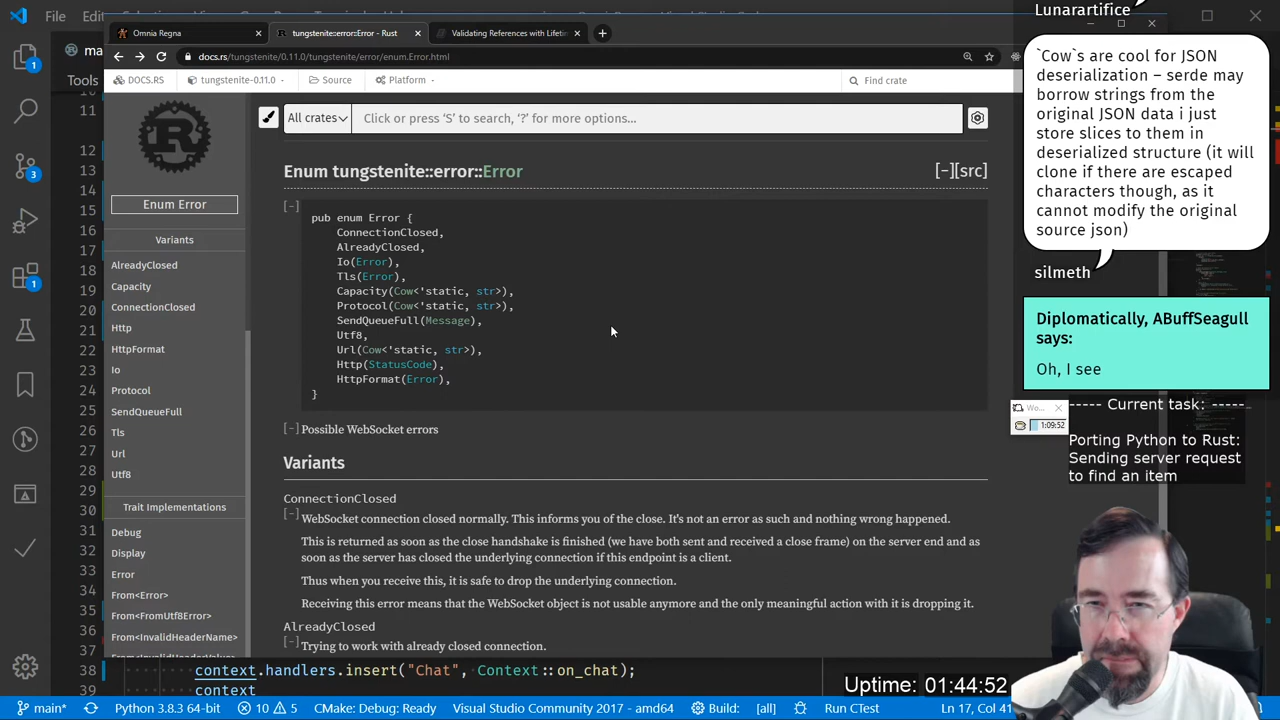 File
Omnia Regna
tungstenite::error::Error - Rust
Validating References with Lifetim
docs.rs/tungstenite/0.11.0/tungstenite/error/enum.Error.html
DOCS.RS
tungstenite-0.11.0
Source
Platform
Find crate
Tools
All crates
Click or press ‘S’ to search, ‘?’ for more options...
Enum Error
Variants
AlreadyClosed
Capacity
ConnectionClosed
Http
HttpFormat
Io
Protocol
SendQueueFull
Tls
Url
Utf8
Trait Implementations
Debug
Display
Error
From<Error>
From<FromUtf8Error>
From<InvalidHeaderName>
Enum tungstenite::error::Error
[-][src]
[-]
pub enum Error {
ConnectionClosed,
AlreadyClosed,
Io(Error),
Tls(Error),
Capacity(Cow<'static, str>),
Protocol(Cow<'static, str>),
SendQueueFull(Message),
Utf8,
Url(Cow<'static, str>),
Http(StatusCode),
HttpFormat(Error),
}
[-] Possible WebSocket errors
Variants
ConnectionClosed
[-] WebSocket connection closed normally. This informs you of the close. It's not an error as such and nothing wrong happened.
This is returned as soon as the close handshake is finished (we have both sent and received a close frame) on the server end and as
soon as the server has closed the underlying connection if this endpoint is a client.
Thus when you receive this, it is safe to drop the underlying connection.
Receiving this error means that the WebSocket object is not usable anymore and the only meaningful action with it is dropping it.
AlreadyClosed
[-] Trying to work with already closed connection.
11
12
13
14
15
16
17
18
19
20
21
22
23
24
25
26
27
28
29
30
31
32
33
34
35
36
37
38 context.handlers.insert("Chat", Context::on_chat);
39 context
1
3
1
Lunarartifice
`Cow`s are cool for JSON
deserialization – serde may
borrow strings from the
original JSON data i just
store slices to them in
deserialized structure (it will
clone if there are escaped
characters though, as it
cannot modify the original
source json)
silmeth
Diplomatically, ABuffSeagull
says:
Oh, I see
Wo...
1:09:52
----- Current task: -----
Porting Python to Rust:
Sending server request
to find an item
Uptime: 01:44:52
main*
Python 3.8.3 64-bit
10
5
CMake: Debug: Ready
Visual Studio Community 2017 - amd64
Build:
[all]
Run CTest
Ln 17, Col 41